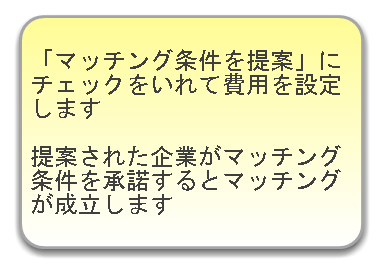 「マッチング条件を提案」に
チェックをいれて費用を設定
します
提案された企業がマッチング
条件を承諾するとマッチング
が成立します